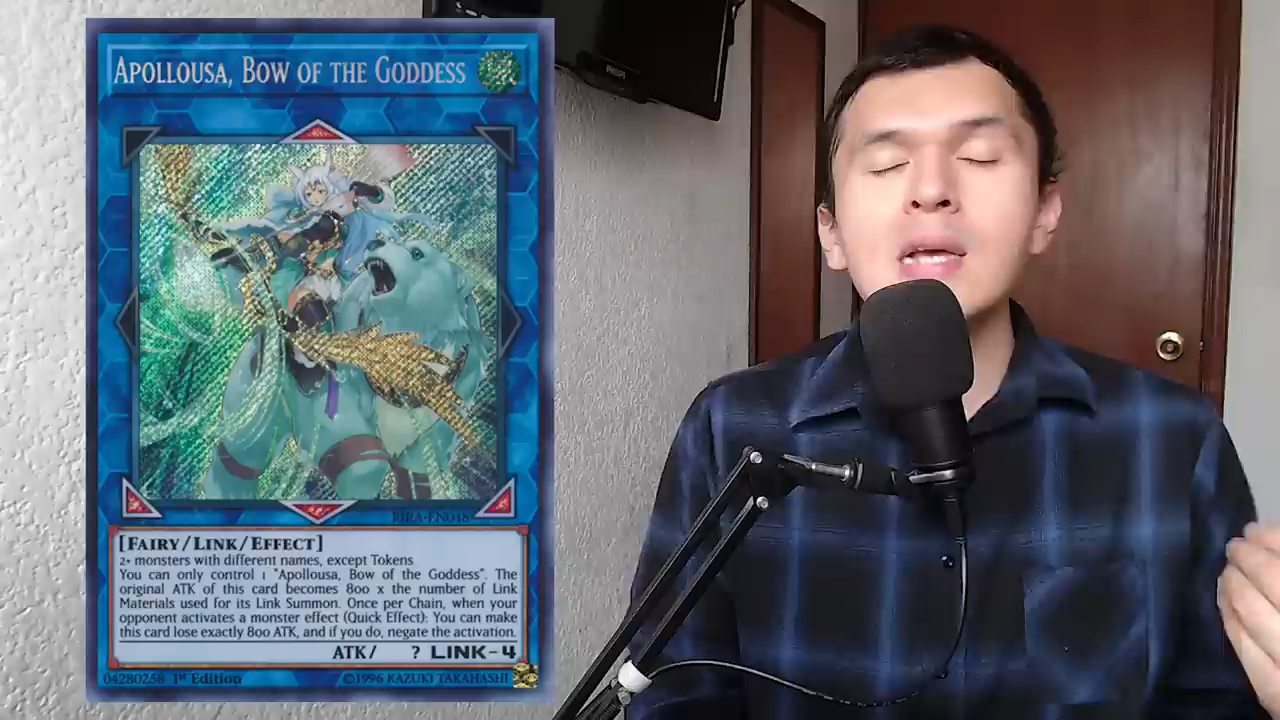 APOLLOUSA, BOW OF THE GODDESS
PHILIPS
RIRA-EN048
[FAIRY/LINK/EFFECT]
2+ monsters with different names, except Tokens
You can only control 1 "Apollousa, Bow of the Goddess". The
original ATK of this card becomes 800 x the number of Link
Materials used for its Link Summon. Once per Chain, when your
opponent activates a monster effect (Quick Effect): You can make
this card lose exactly 800 ATK, and if you do, negate the activation.
ATK/ ? LINK-4
04280258 1st Edition ©1996 KAZUKI TAKAHASHI